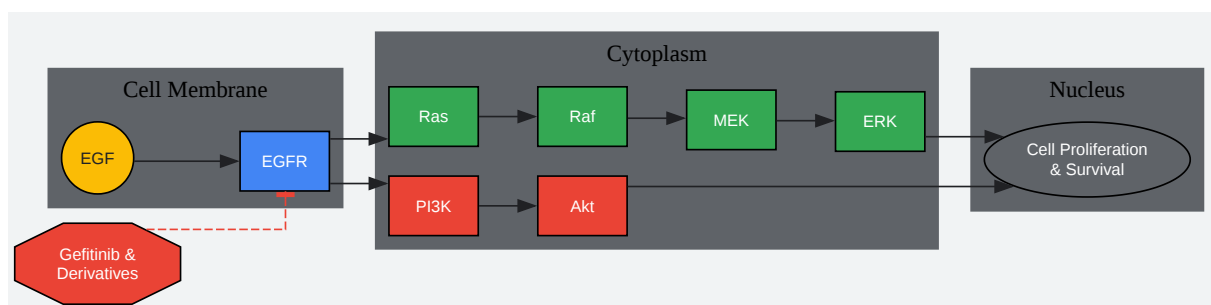 Cell Membrane
EGF
EGFR
Gefitinib &
Derivatives
Cytoplasm
Ras
Raf
MEK
ERK
PI3K
Akt
Nucleus
Cell Proliferation
& Survival